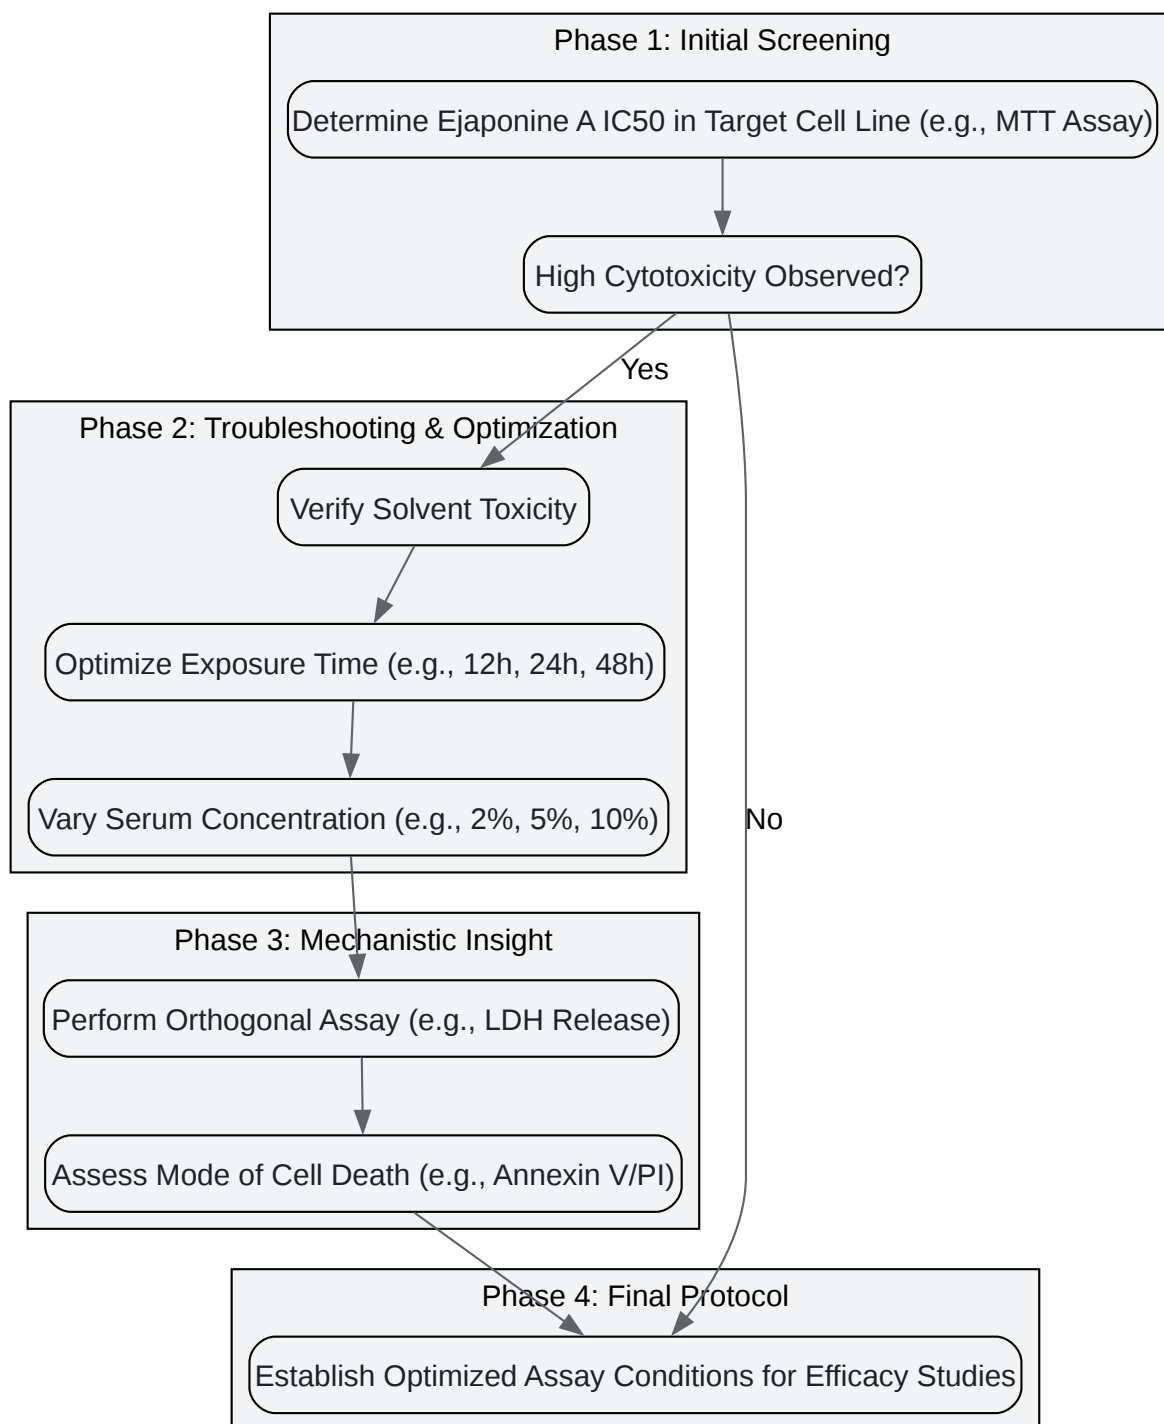 Phase 1: Initial Screening
Determine Ejaponine A IC50 in Target Cell Line (e.g., MTT Assay)
High Cytotoxicity Observed?
Yes
Phase 2: Troubleshooting & Optimization
Verify Solvent Toxicity
Optimize Exposure Time (e.g., 12h, 24h, 48h)
Vary Serum Concentration (e.g., 2%, 5%, 10%)
No
Phase 3: Mechanistic Insight
Perform Orthogonal Assay (e.g., LDH Release)
Assess Mode of Cell Death (e.g., Annexin V/PI)
Phase 4: Final Protocol
Establish Optimized Assay Conditions for Efficacy Studies